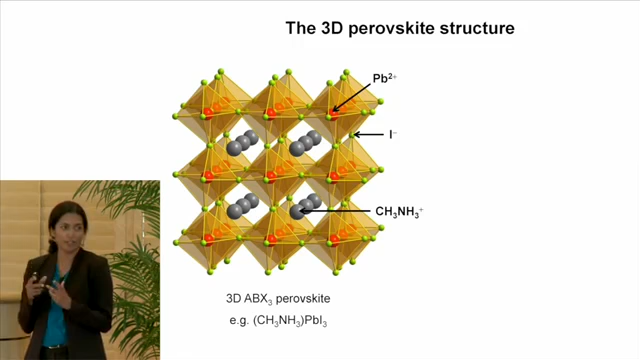 The 3D perovskite structure
Pb²⁺
I⁻
CH₃NH₃⁺
3D ABX₃ perovskite
e.g. (CH₃NH₃)PbI₃